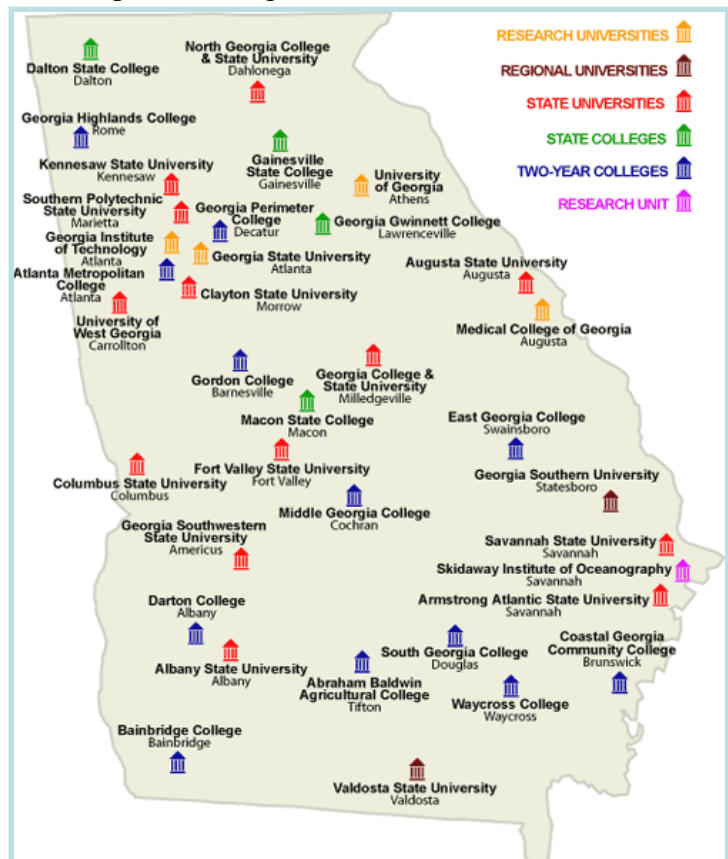 RESEARCH UNIVERSITIES
REGIONAL UNIVERSITIES
STATE UNIVERSITIES
STATE COLLEGES
TWO-YEAR COLLEGES
RESEARCH UNIT
Dalton State College
Dalton
North Georgia College
& State University
Dahlonega
Georgia Highlands College
Rome
Gainesville
State College
Gainesville
Kennesaw State University
Kennesaw
University
of Georgia
Athens
Southern Polytechnic
State University
Marietta
Georgia Perimeter
College
Decatur
Georgia Gwinnett College
Lawrenceville
Georgia Institute
of Technology
Atlanta
Georgia State University
Atlanta
Atlanta Metropolitan
College
Atlanta
Clayton State University
Morrow
Augusta State University
Augusta
University of
West Georgia
Carrollton
Medical College of Georgia
Augusta
Gordon College
Barnesville
Georgia College &
State University
Milledgeville
Macon State College
Macon
East Georgia College
Swainsboro
Columbus State University
Columbus
Fort Valley State University
Fort Valley
Georgia Southern University
Statesboro
Middle Georgia College
Cochran
Georgia Southwestern
State University
Americus
Savannah State University
Savannah
Skidaway Institute of Oceanography
Savannah
Armstrong Atlantic State University
Savannah
Darton College
Albany
Albany State University
Albany
South Georgia College
Douglas
Coastal Georgia
Community College
Brunswick
Abraham Baldwin
Agricultural College
Tifton
Waycross College
Waycross
Bainbridge College
Bainbridge
Valdosta State University
Valdosta